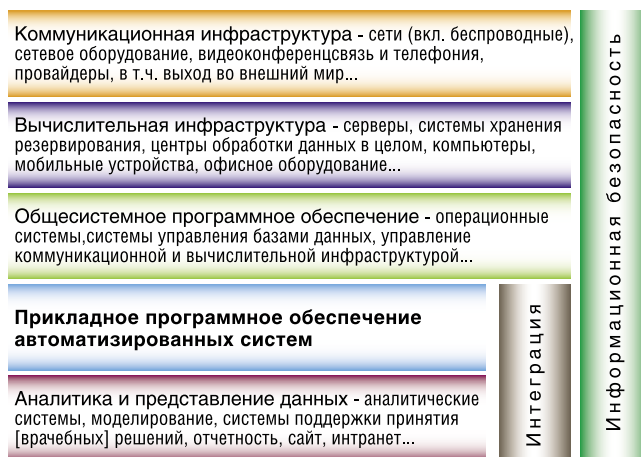 Коммуникационная инфраструктура - сети (вкл. беспроводные),
сетевое оборудование, видеоконференцсвязь и телефония,
провайдеры, в т.ч. выход во внешний мир...
Вычислительная инфраструктура - серверы, системы хранения
резервирования, центры обработки данных в целом, компьютеры,
мобильные устройства, офисное оборудование...
Общесистемное программное обеспечение - операционные
системы,системы управления базами данных, управление
коммуникационной и вычислительной инфраструктурой...
Прикладное программное обеспечение
автоматизированных систем
Аналитика и представление данных - аналитические
системы, моделирование, системы поддержки принятия
[врачебных] решений, отчетность, сайт, интранет...
Интеграция
Информационная безопасность